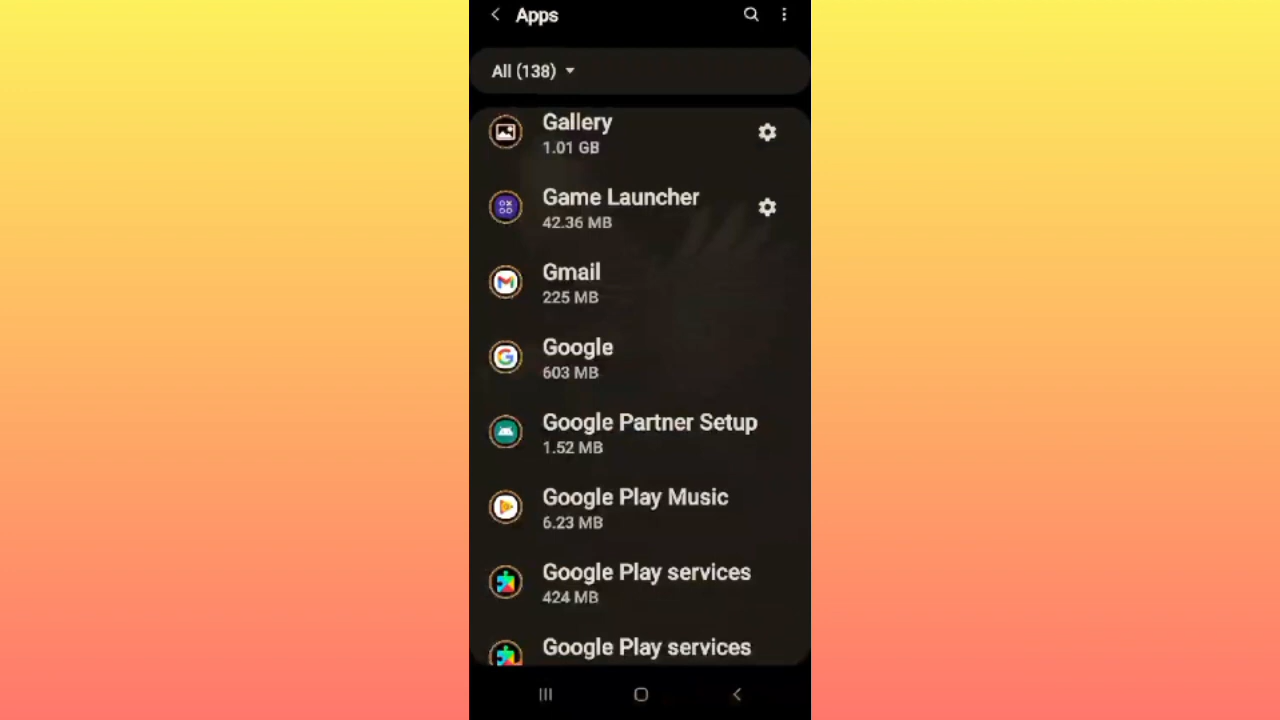 Apps
All (138)
Gallery
1.01 GB
Game Launcher
42.36 MB
Gmail
225 MB
Google
603 MB
Google Partner Setup
1.52 MB
Google Play Music
6.23 MB
Google Play services
424 MB
Google Play services